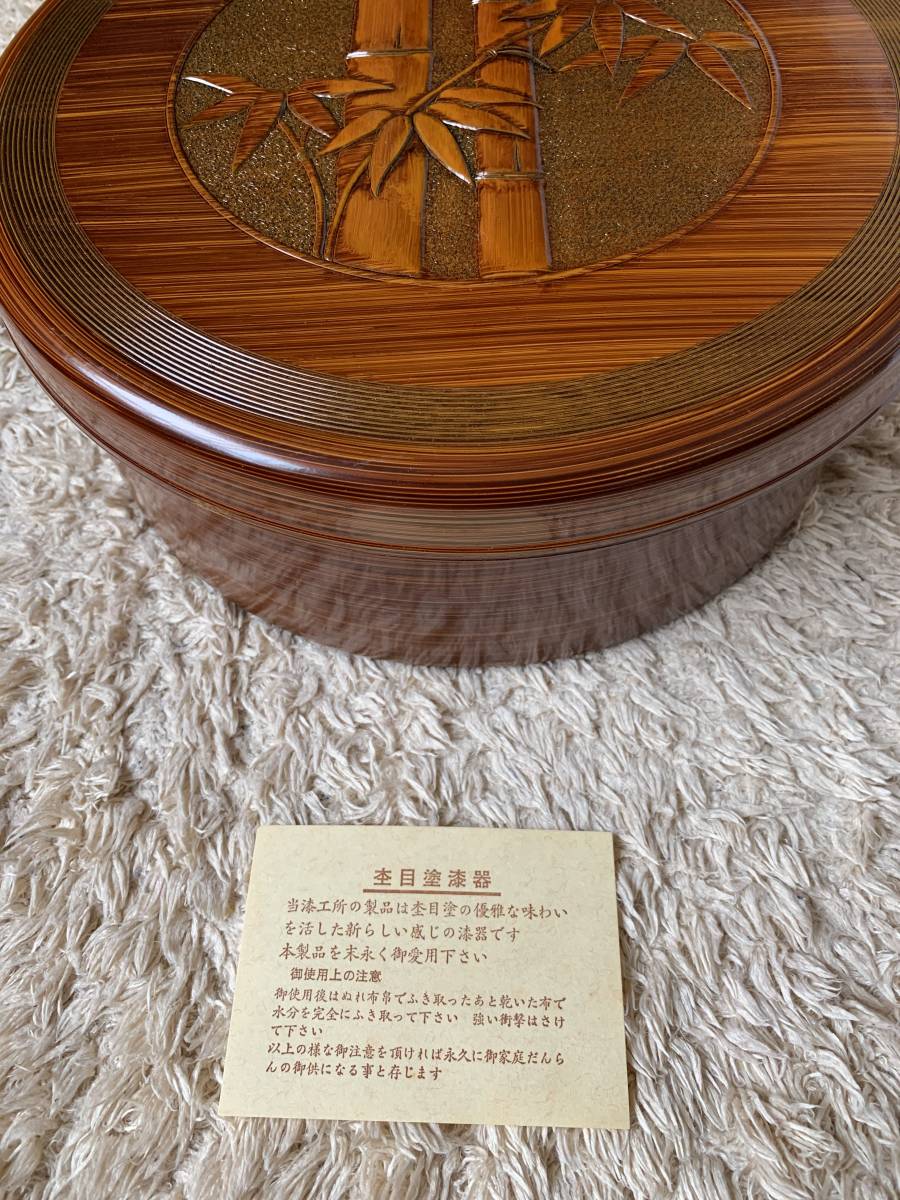 杢目塗漆器
当漆工所の製品は杢目塗の優雅な味わい
を活した新らしい感じの漆器です
本製品を末永く御愛用下さい
御使用上の注意
御使用後はぬれ布帛でふき取ったあと乾いた布で
水分を完全にふき取って下さい　強い衝撃はさけ
て下さい
以上の様な御注意を頂ければ永久に御家庭だんら
んの御供になる事と存じます